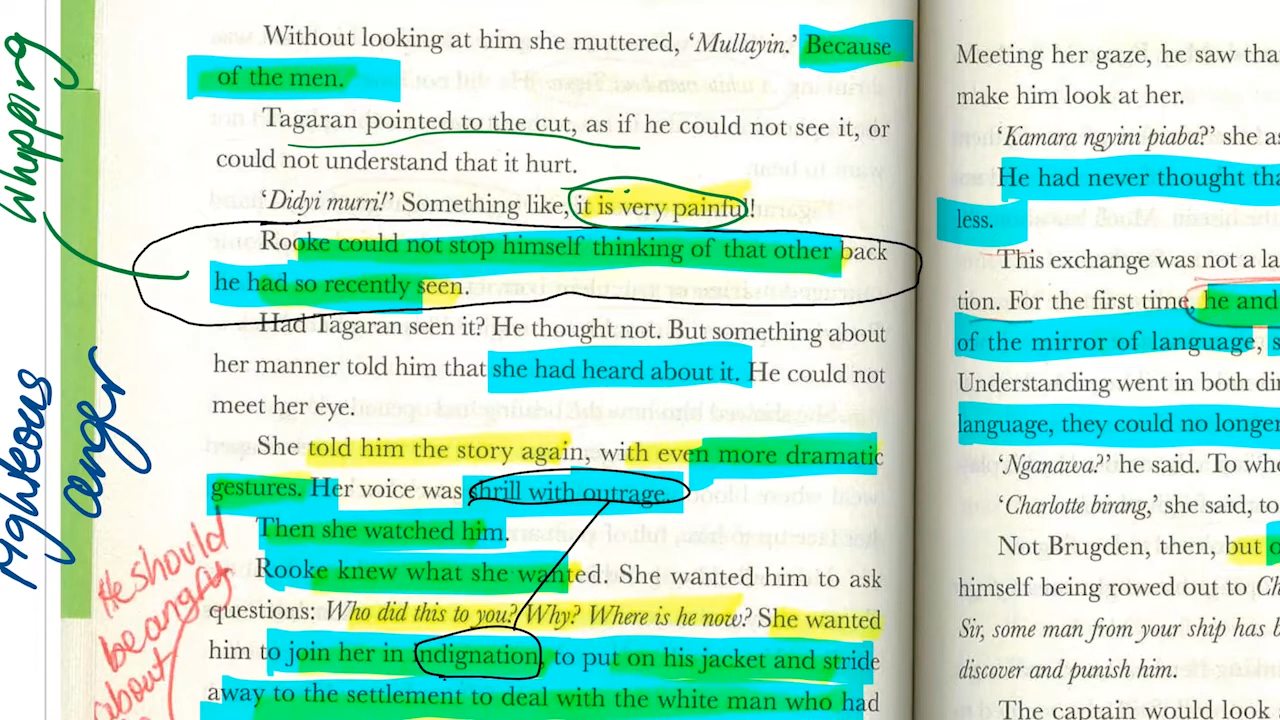 Whipping
Righteous
anger
He should
be angry
about
Without looking at him she muttered, ‘Mullayin.’ Because
of the men.
Tagaran pointed to the cut, as if he could not see it, or
could not understand that it hurt.
‘Didyi murri!’ Something like, it is very painful!
Rooke could not stop himself thinking of that other back
he had so recently seen.
Had Tagaran seen it? He thought not. But something about
her manner told him that she had heard about it. He could not
meet her eye.
She told him the story again, with even more dramatic
gestures. Her voice was shrill with outrage.
Then she watched him.
Rooke knew what she wanted. She wanted him to ask
questions: Who did this to you? Why? Where is he now? She wanted
him to join her in indignation, to put on his jacket and stride
away to the settlement to deal with the white man who had
Meeting her gaze, he saw tha
make him look at her.
‘Kamara ngyini piaba?’ she as
He had never thought tha
less.
This exchange was not a la
tion. For the first time, he and
of the mirror of language, s
Understanding went in both di
language, they could no longer
‘Nganawa?’ he said. To who
‘Charlotte birang,’ she said; to
Not Brugden, then, but o
himself being rowed out to Ch
Sir, some man from your ship has b
discover and punish him.
The captain would look